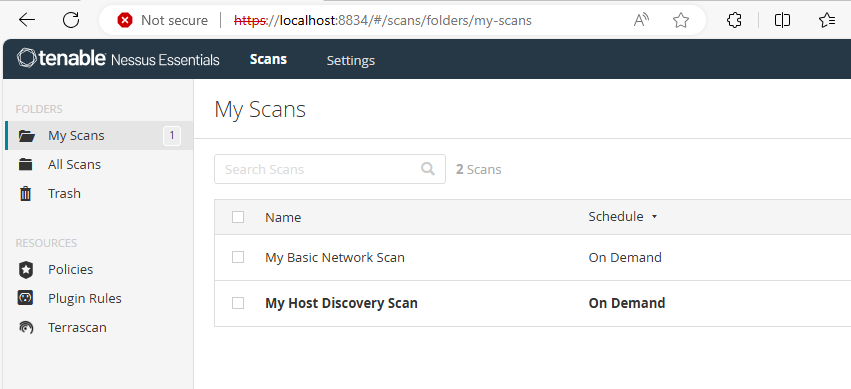 Not secure https://localhost:8834/#/scans/folders/my-scans
tenable Nessus Essentials Scans Settings
FOLDERS
My Scans 1
All Scans
Trash
RESOURCES
Policies
Plugin Rules
Terrascan
My Scans
Search Scans 2 Scans
Name Schedule
My Basic Network Scan On Demand
My Host Discovery Scan On Demand